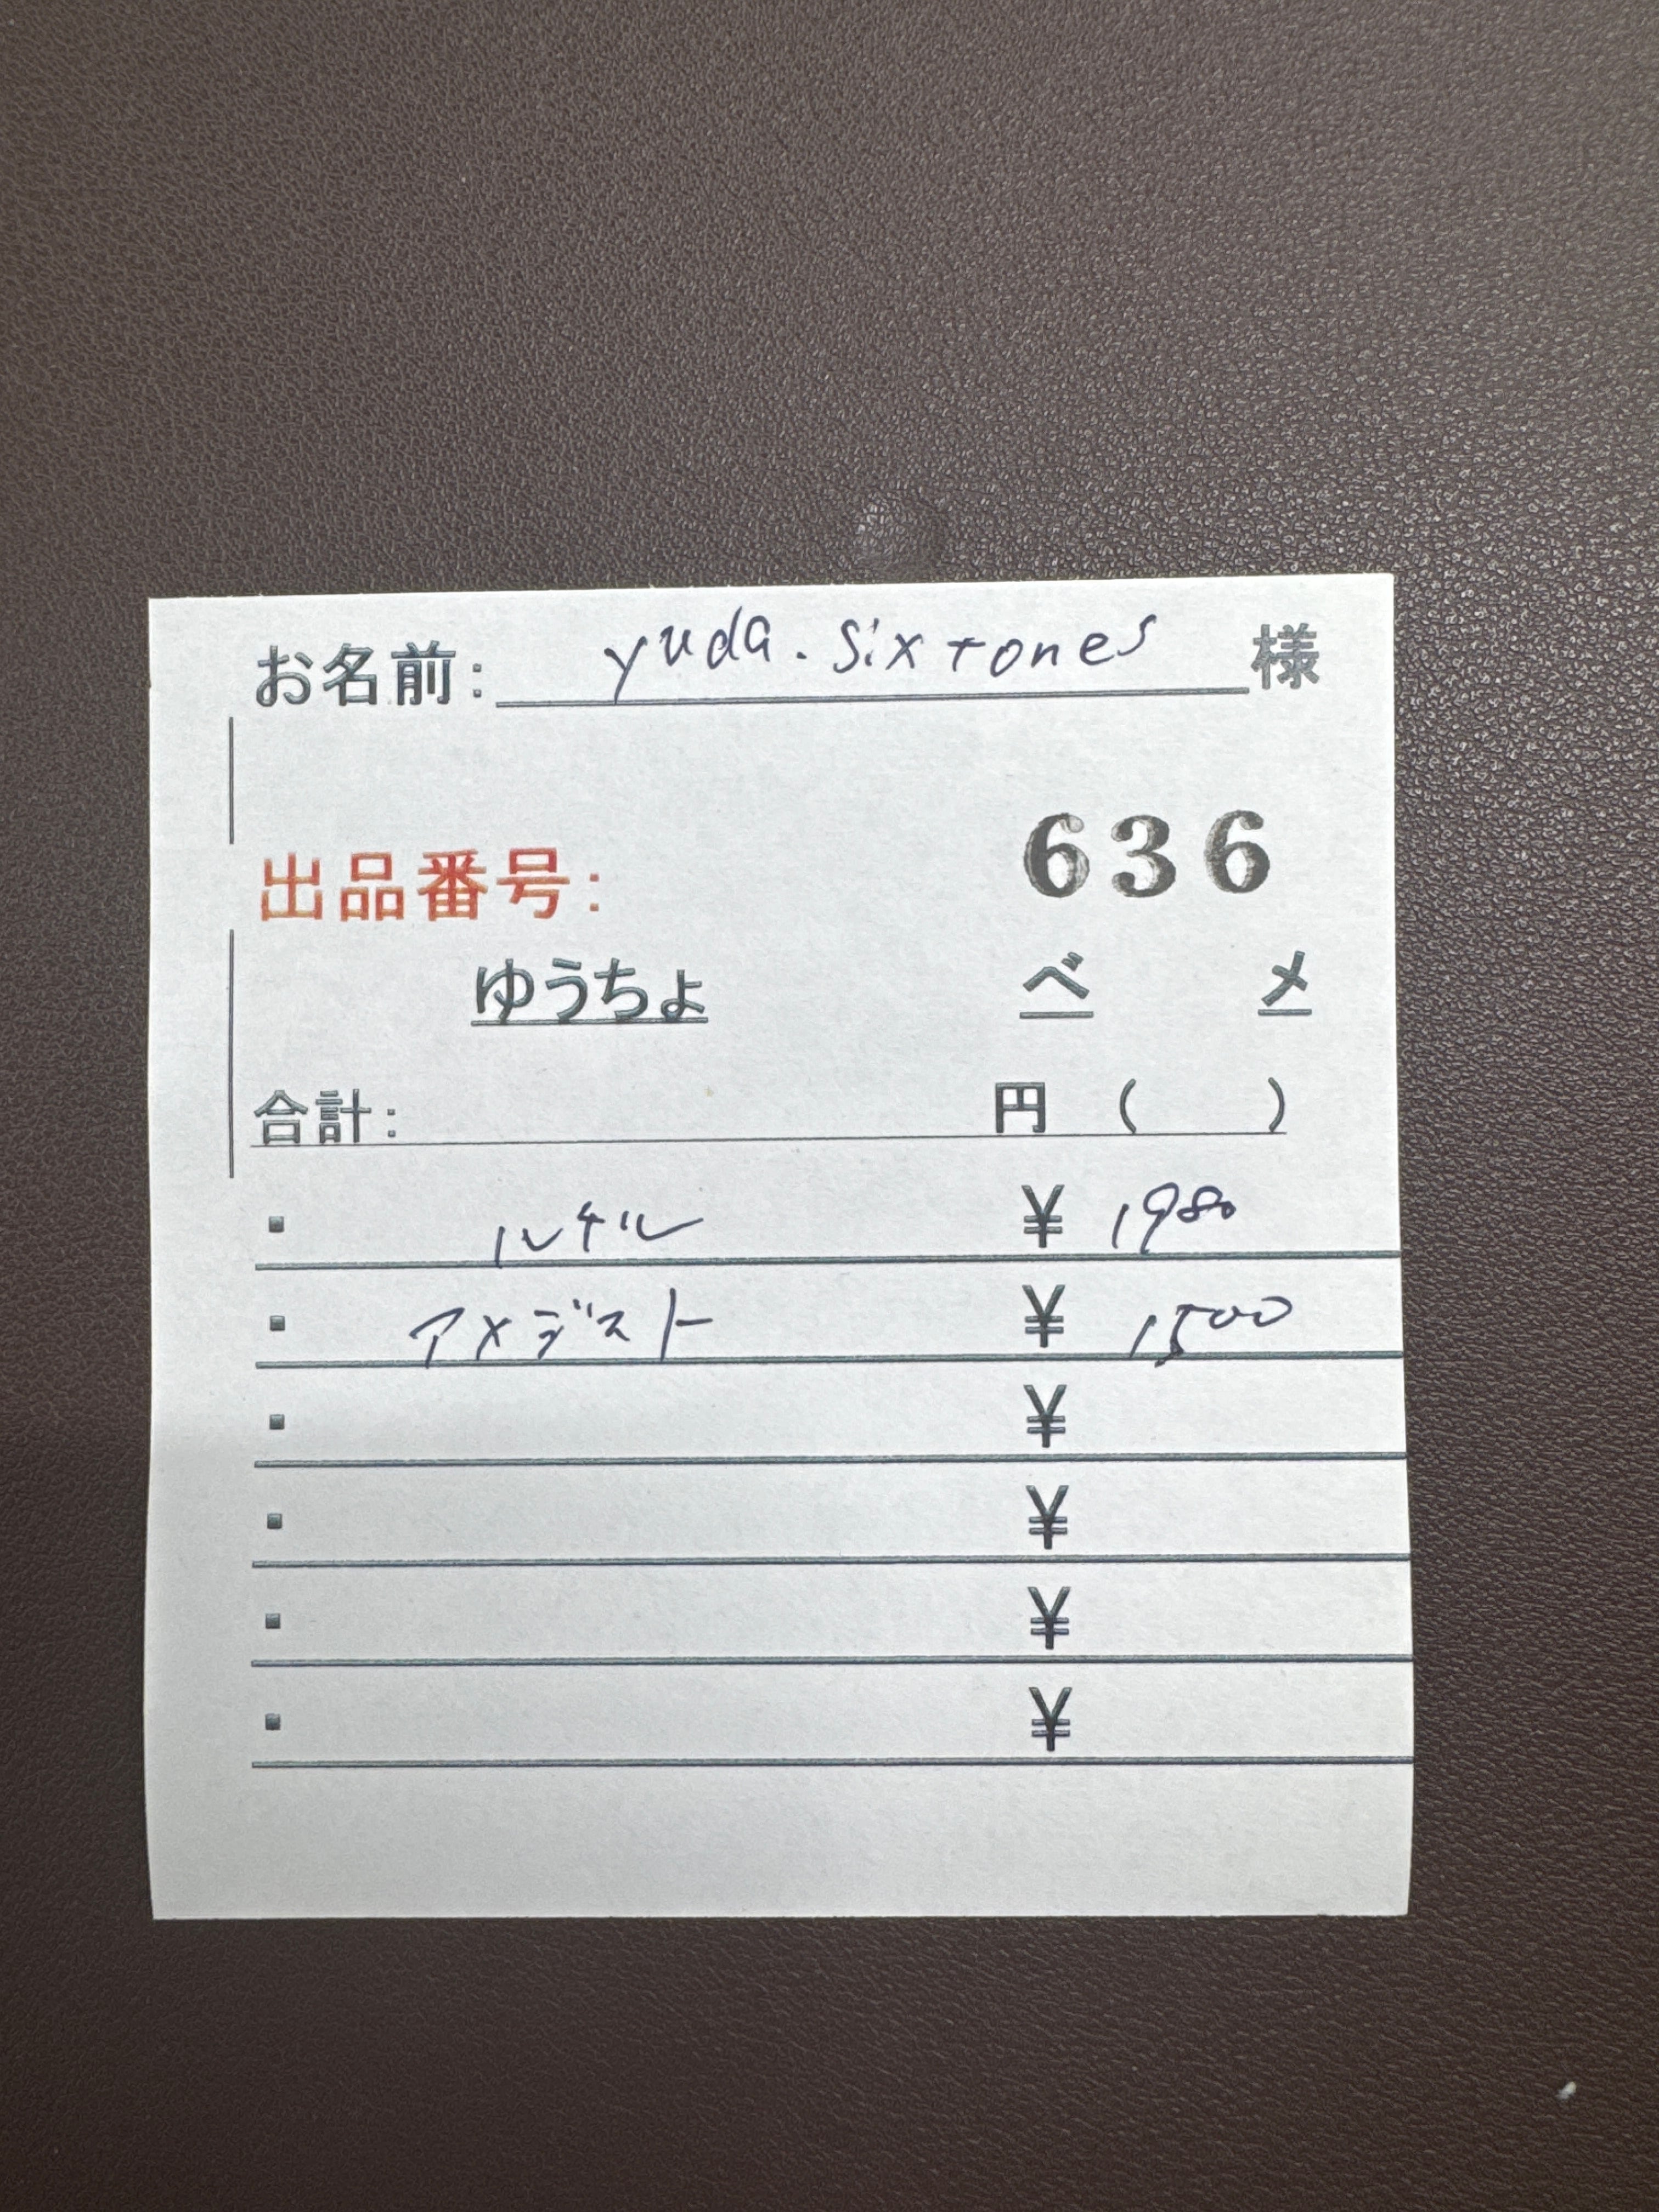 お名前: yuda.sixtones 様
出品番号: 636
ゆうちょ ペ メ
合計: 円 ( )
▪ ルチル ¥ 1980
▪ アメジスト ¥ 1500
▪ ¥
▪ ¥
▪ ¥
▪ ¥